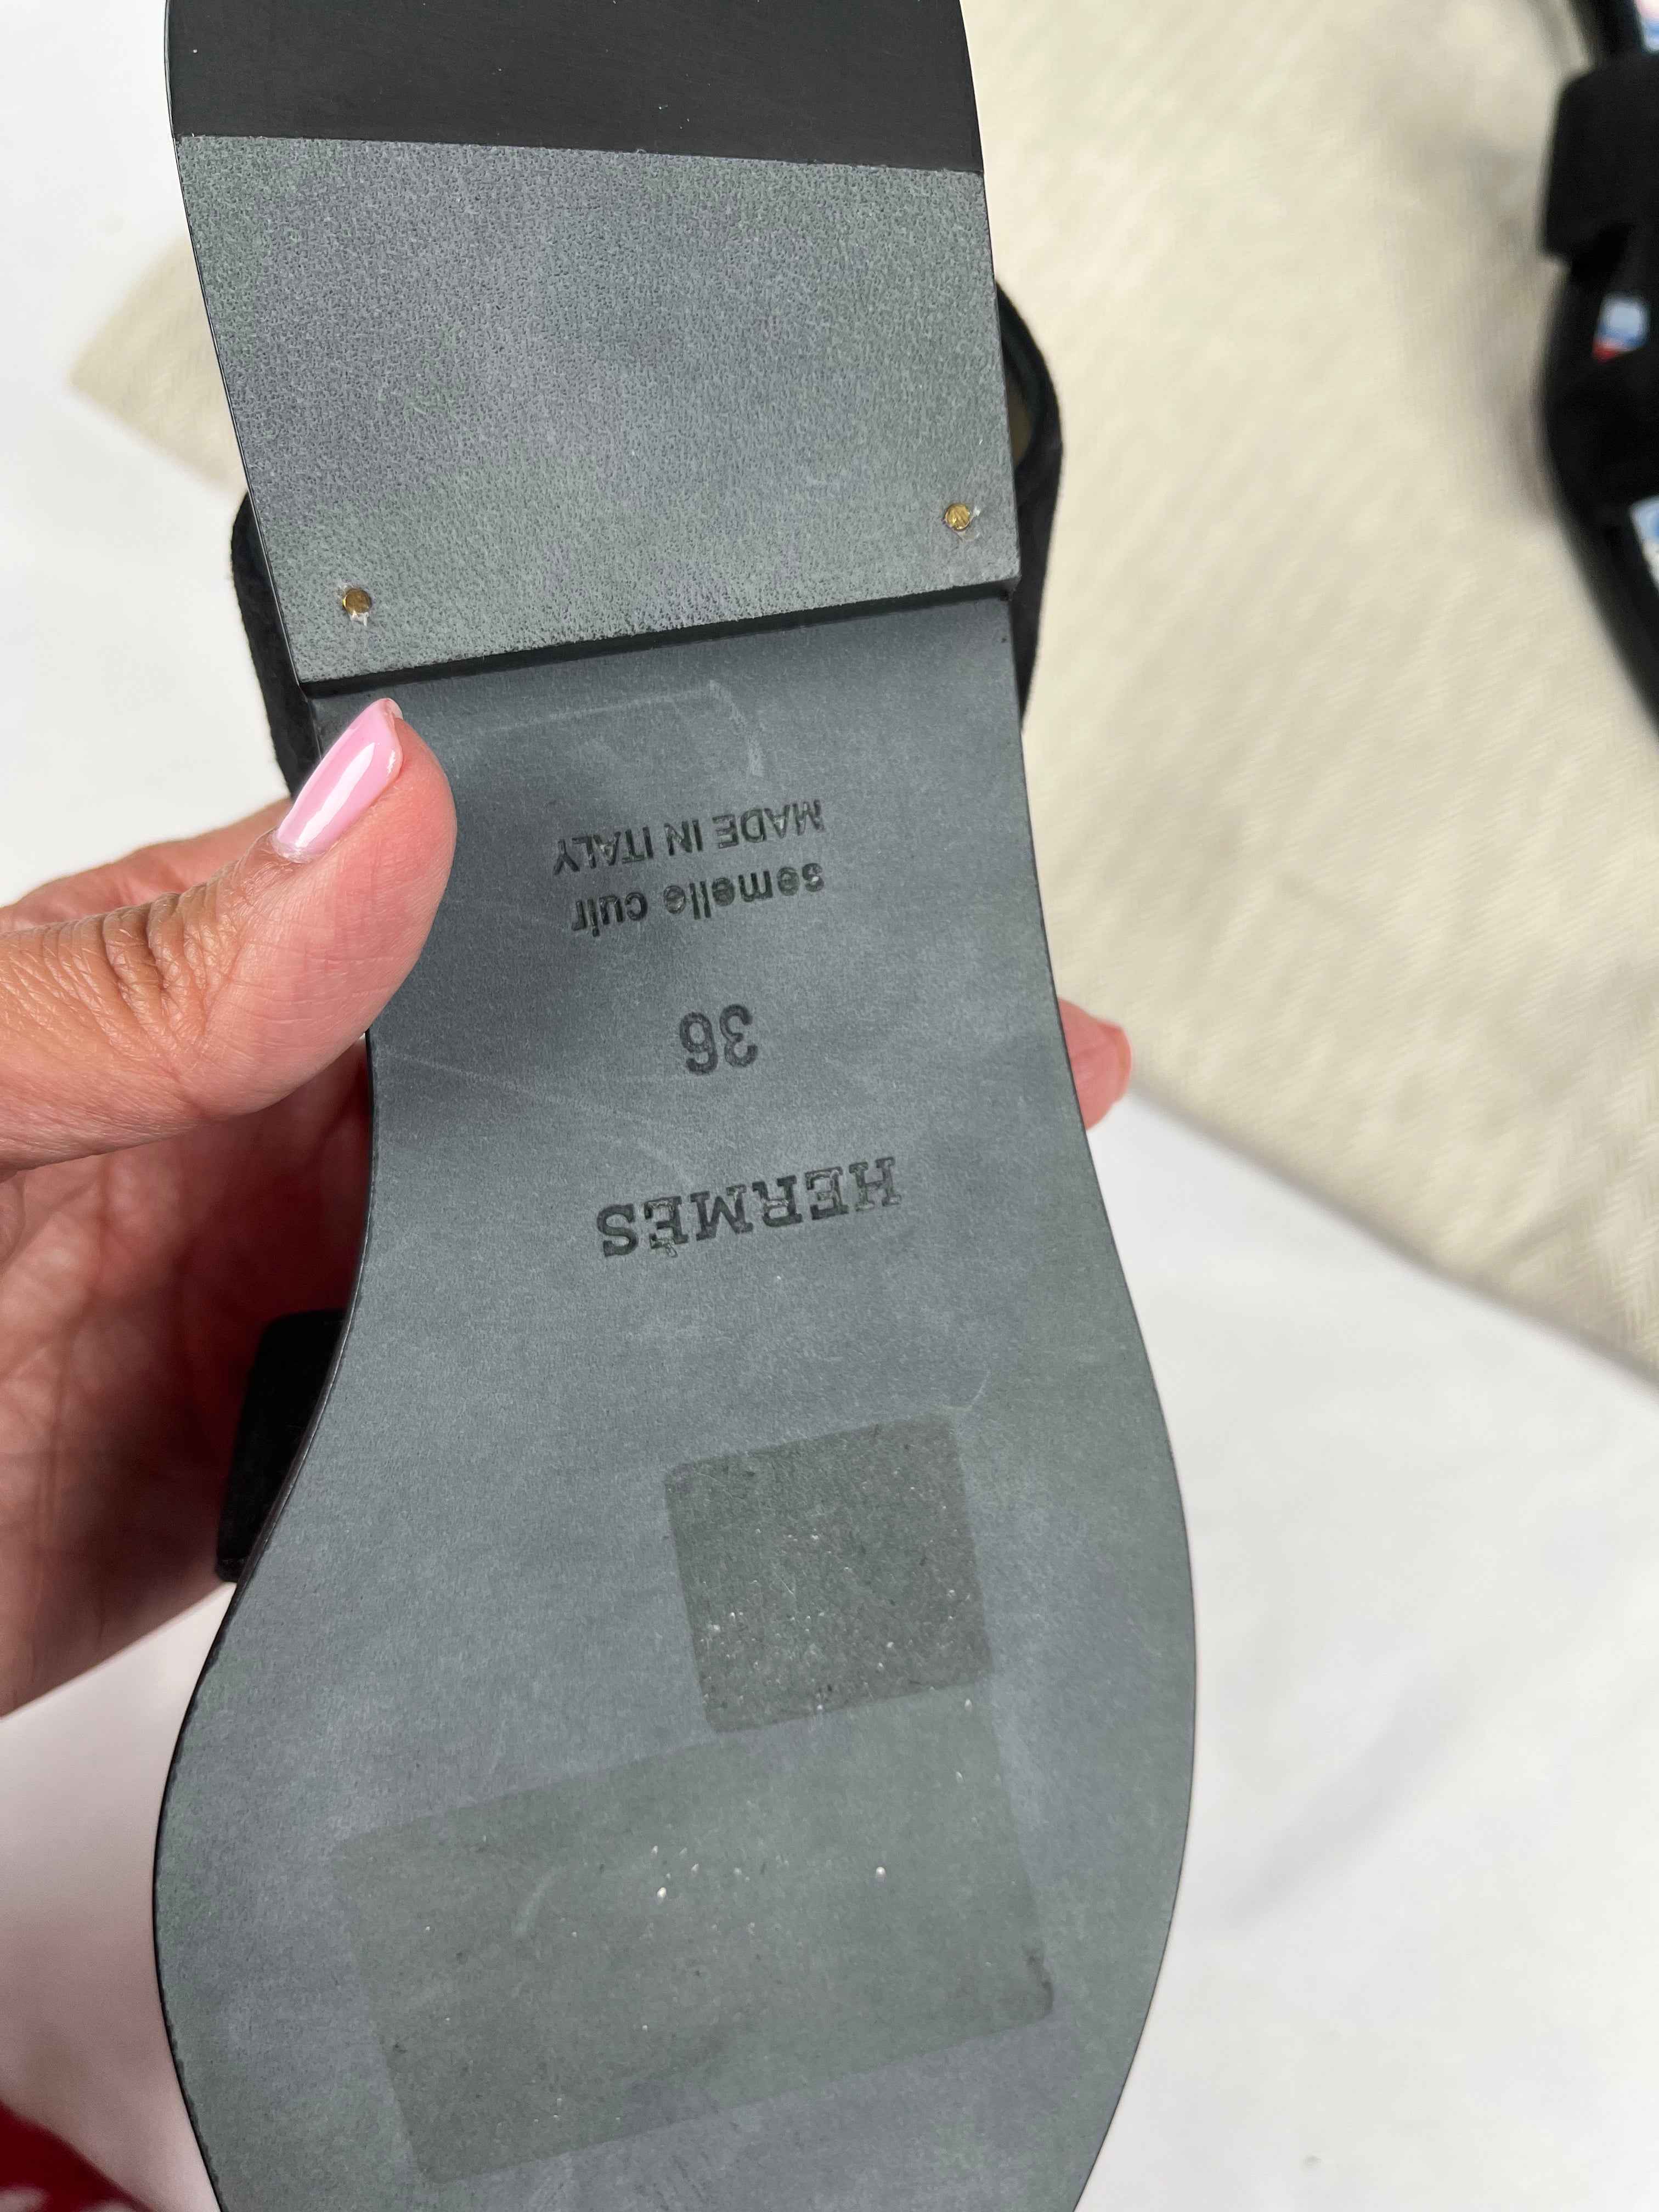 HERMÈS
36
semelle cuir
MADE IN ITALY